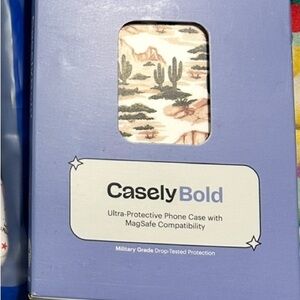 CaselyBold
Ultra-Protective Phone Case with
MagSafe Compatibility
Military Grade Drop-Tested Protection